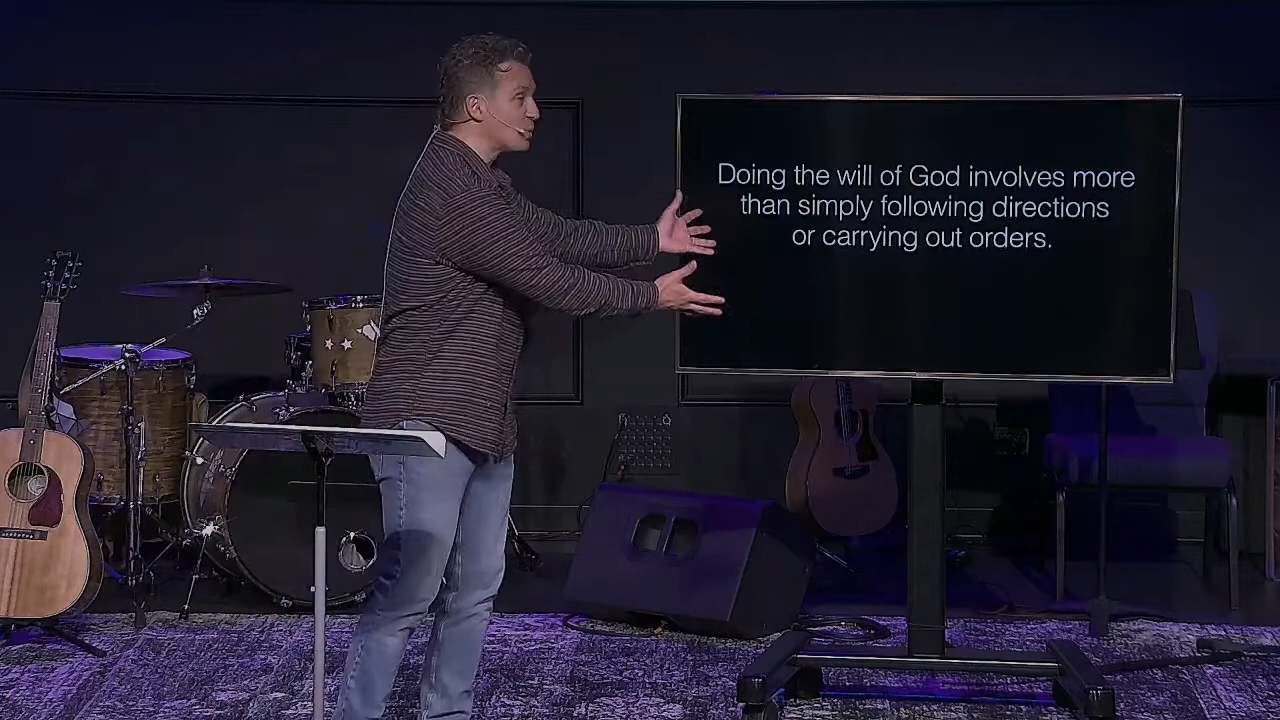 Doing the will of God involves more
than simply following directions
or carrying out orders.